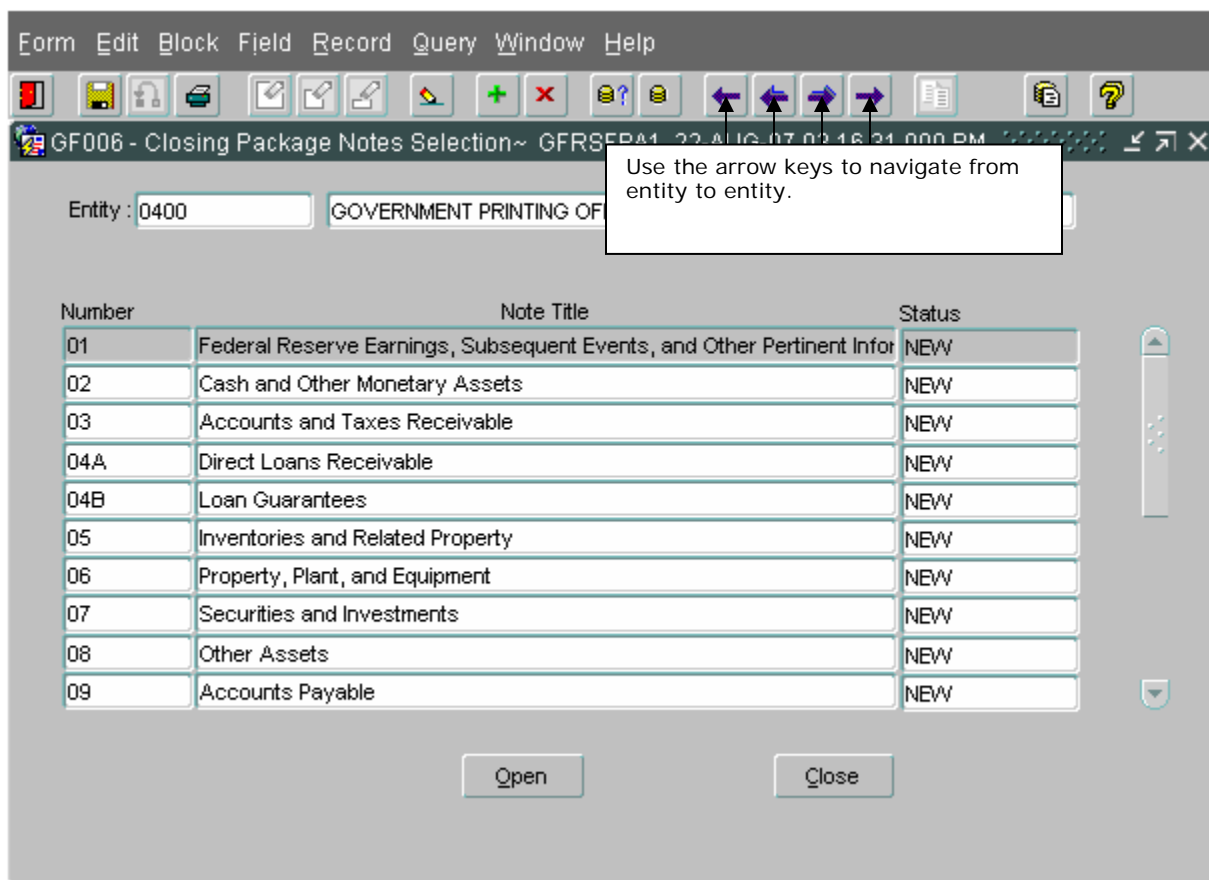 Form Edit Block Field Record Query Window Help
GF006 - Closing Package Notes Selection~
Use the arrow keys to navigate from
entity to entity.
Entity : 0400 GOVERNMENT PRINTING
Number Note Title Status
01 Federal Reserve Earnings, Subsequent Events, and Other Pertinent Infor NEW
02 Cash and Other Monetary Assets NEW
03 Accounts and Taxes Receivable NEW
04A Direct Loans Receivable NEW
04B Loan Guarantees NEW
05 Inventories and Related Property NEW
06 Property, Plant, and Equipment NEW
07 Securities and Investments NEW
08 Other Assets NEW
09 Accounts Payable NEW
Open Close